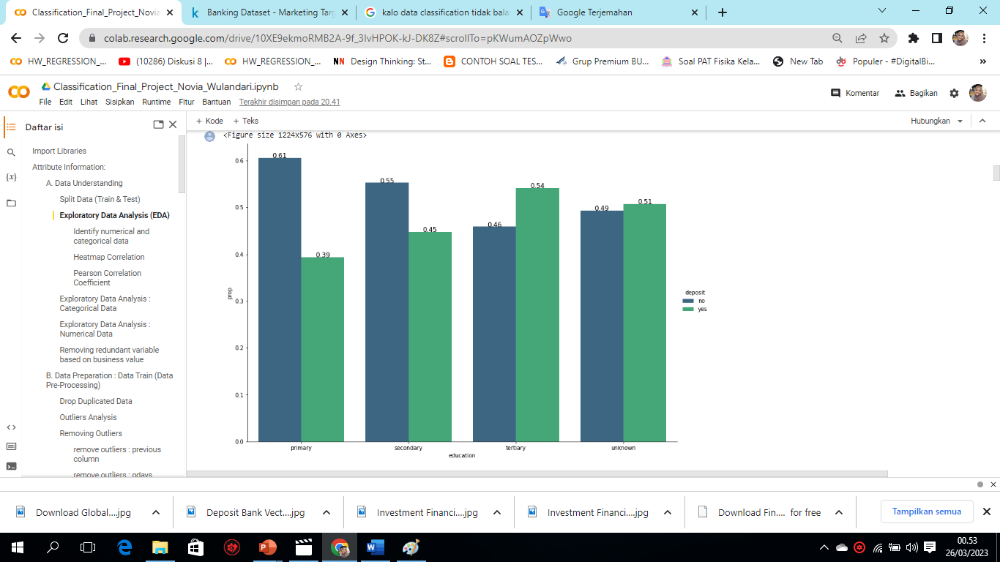 Classification_Final_Project_Novia
Banking Dataset - Marketing Targ
kalo data classification tidak bala
Google Terjemahan
colab.research.google.com/drive/10XE9ekmoRMB2A-9f_3IvHPOK-kJ-DK8Z#scrollTo=pKWumAOZpWwo
HW_REGRESSION_...
(10286) Diskusi 8 |...
HW_REGRESSION_...
NN Design Thinking: St...
CONTOH SOAL TES...
Grup Premium BU...
Soal PAT Fisika Kela...
New Tab
Populer - #DigitalBi...
Classification_Final_Project_Novia_Wulandari.ipynb
File Edit Lihat Sisipkan Runtime Fitur Bantuan Terakhir disimpan pada 20.41
Komentar
Bagikan
Daftar isi
Import Libraries
Attribute Information:
A. Data Understanding
Split Data (Train & Test)
Exploratory Data Analysis (EDA)
Identify numerical and
categorical data
Heatmap Correlation
Pearson Correlation
Coefficient
Exploratory Data Analysis :
Categorical Data
Exploratory Data Analysis :
Numerical Data
Removing redundant variable
based on business value
B. Data Preparation : Data Train (Data
Pre-Processing)
Drop Duplicated Data
Outliers Analysis
Removing Outliers
remove outliers : previous
column
remove outliers : pdays
+ Kode + Teks
Hubungkan
<Figure size 1224x576 with 0 Axes>
0.6
0.5
0.4
0.3
0.2
0.1
0.0
prop
0.61
0.39
0.55
0.45
0.46
0.54
0.49
0.51
primary
secondary
tertiary
unknown
education
deposit
no
yes
Download Global....jpg
Deposit Bank Vect....jpg
Investment Financi....jpg
Investment Financi....jpg
Download Fin.... for free
Tampilkan semua
00.53
26/03/2023